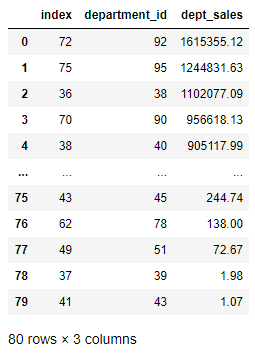 index department_id dept_sales
0 72 92 1615355.12
1 75 95 1244831.63
2 36 38 1102077.09
3 70 90 956618.13
4 38 40 905117.99
... ... ... ...
75 43 45 244.74
76 62 78 138.00
77 49 51 72.67
78 37 39 1.98
79 41 43 1.07
80 rows × 3 columns